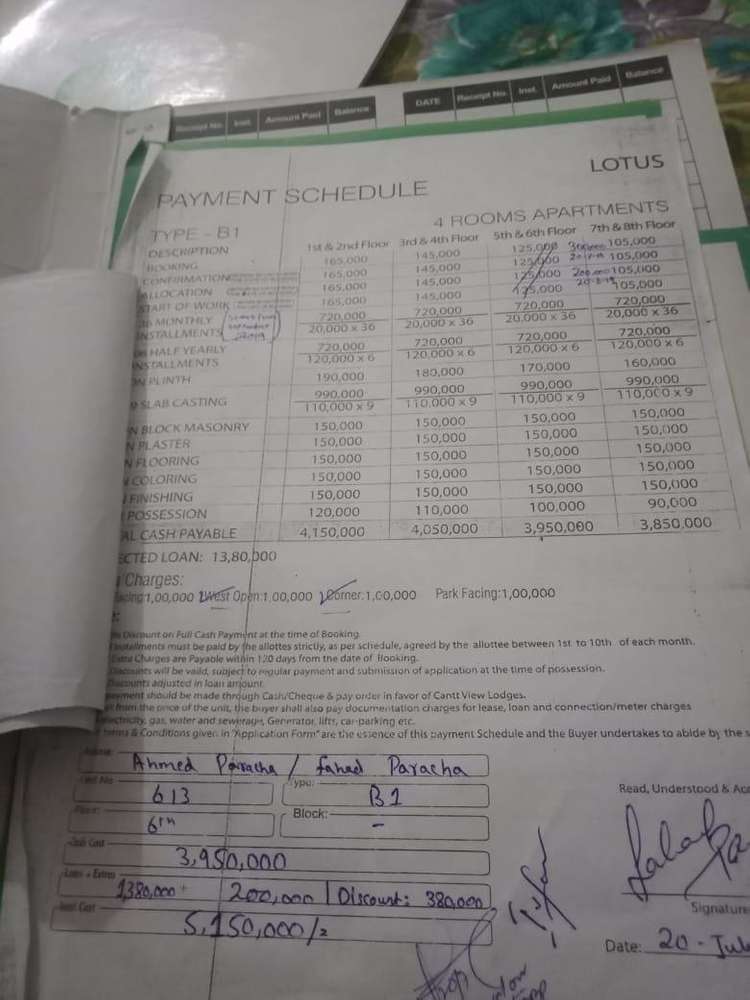 Receipt No. Inst. Amount Paid Balance DATE Receipt No. Inst. Amount Paid Balance
LOTUS
PAYMENT SCHEDULE
TYPE - B1 4 ROOMS APARTMENTS
DESCRIPTION 1st & 2nd Floor 3rd & 4th Floor 5th & 6th Floor 7th & 8th Floor
BOOKING 165,000 145,000 125,000 105,000
CONFIRMATION 165,000 145,000 125,000 105,000
ALLOCATION 165,000 145,000 125,000 105,000
START OF WORK 165,000 145,000 125,000 105,000
MONTHLY 720,000 720,000 720,000 720,000
INSTALLMENTS 20,000 x 36 20,000 x 36 20,000 x 36 20,000 x 36
HALF YEARLY 720,000 720,000 720,000 720,000
INSTALLMENTS 120,000 x 6 120,000 x 6 120,000 x 6 120,000 x 6
PLINTH 190,000 180,000 170,000 160,000
990,000 990,000 990,000 990,000
SLAB CASTING 110,000 x 9 110,000 x 9 110,000 x 9 110,000 x 9
N BLOCK MASONRY 150,000 150,000 150,000 150,000
N PLASTER 150,000 150,000 150,000 150,000
N FLOORING 150,000 150,000 150,000 150,000
COLORING 150,000 150,000 150,000 150,000
FINISHING 150,000 150,000 150,000 150,000
POSSESSION 120,000 110,000 100,000 90,000
AL CASH PAYABLE 4,150,000 4,050,000 3,950,000 3,850,000
ECTED LOAN: 13,80,000
Charges:
acing:1,00,000 West Open:1,00,000 Corner:1,00,000 Park Facing:1,00,000
Discount on Full Cash Payment at the time of Booking.
installments must be paid by the allottes strictly, as per schedule, agreed by the allottee between 1st to 10th of each month.
Extra Charges are Payable within 120 days from the date of Booking.
Discounts will be vaild, subject to regular payment and submission of application at the time of possession.
Discounts adjusted in loan amount.
payment should be made through Cash/Cheque & pay order in favor of Cantt View Lodges.
from the price of the unit, the buyer shall also pay documentation charges for lease, loan and connection/meter charges
electricity, gas, water and sewerage, Generator, lifts, car-parking etc.
Terms & Conditions given in "Application Form" are the essence of this payment Schedule and the Buyer undertakes to abide by the s
Ahmed Paracha / Fahad Paracha
613 Type: B1
6th Block: -
Cost
3,950,000
Loan + Extras
1380,000 + 200,000 Discount: 380,000
Cost
5,150,000/2
Read, Understood & Acc
Signature
Date: 20 - July